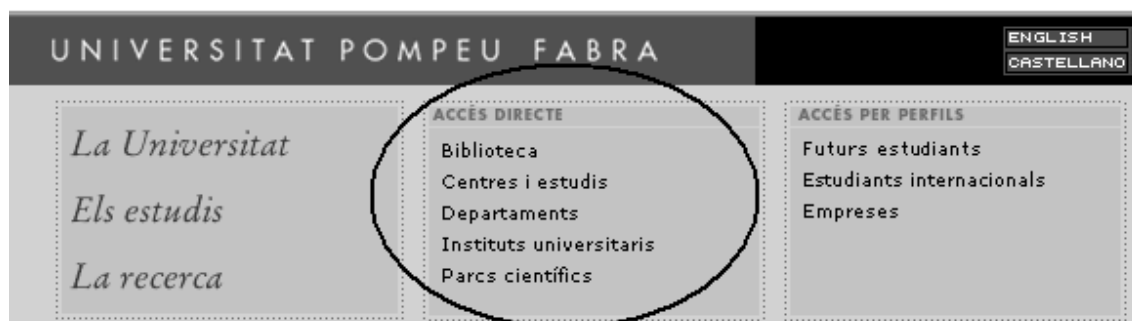 UNIVERSITAT POMPEU FABRA
ENGLISH
CASTELLANO
La Universitat
Els estudis
La recerca
ACCÉS DIRECTE
Biblioteca
Centres i estudis
Departaments
Instituts universitaris
Parcs científics
ACCÉS PER PERFILS
Futurs estudiants
Estudiants internacionals
Empreses